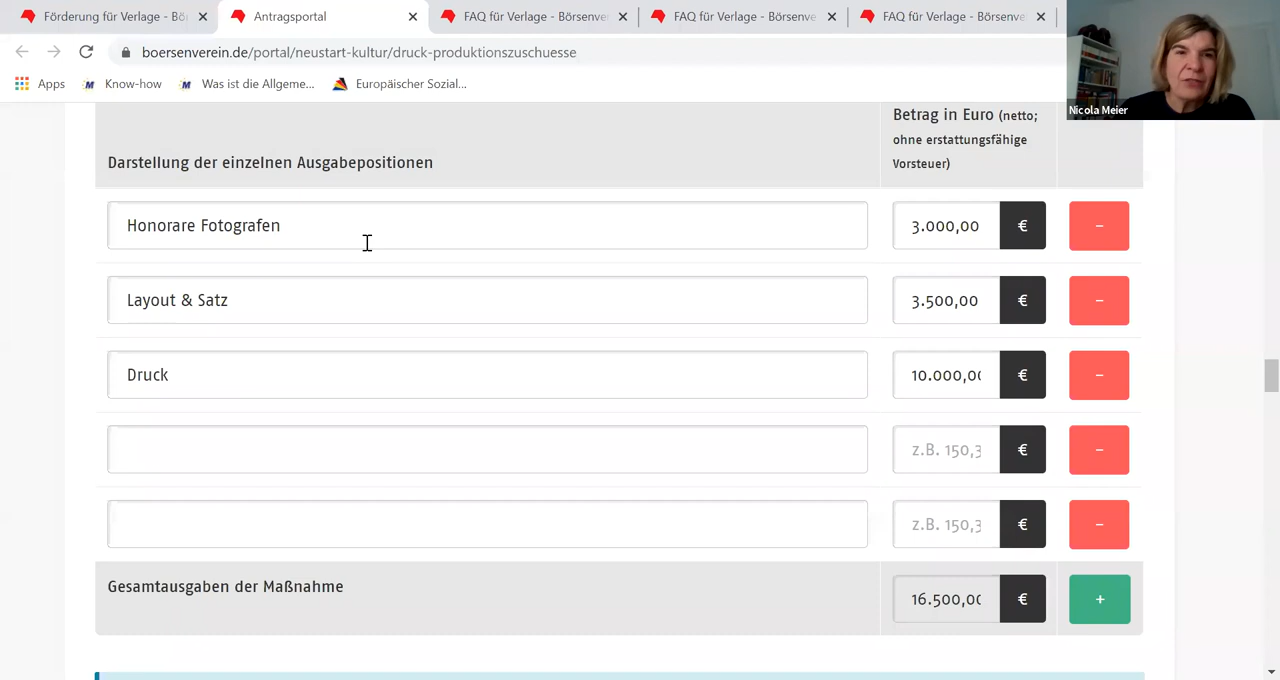 Förderung für Verlage - Bö
Antragsportal
FAQ für Verlage - Börsenver
FAQ für Verlage - Börsenve
FAQ für Verlage - Börsenve
boersenverein.de/portal/neustart-kultur/druck-produktionszuschuesse
Apps
Know-how
Was ist die Allgeme...
Europäischer Sozial...
Nicola Meier
Darstellung der einzelnen Ausgabepositionen
Betrag in Euro (netto;
ohne erstattungsfähige
Vorsteuer)
Honorare Fotografen
3.000,00 €
Layout & Satz
3.500,00 €
Druck
10.000,00 €
z.B. 150,3 €
z.B. 150,3 €
Gesamtausgaben der Maßnahme
16.500,00 €